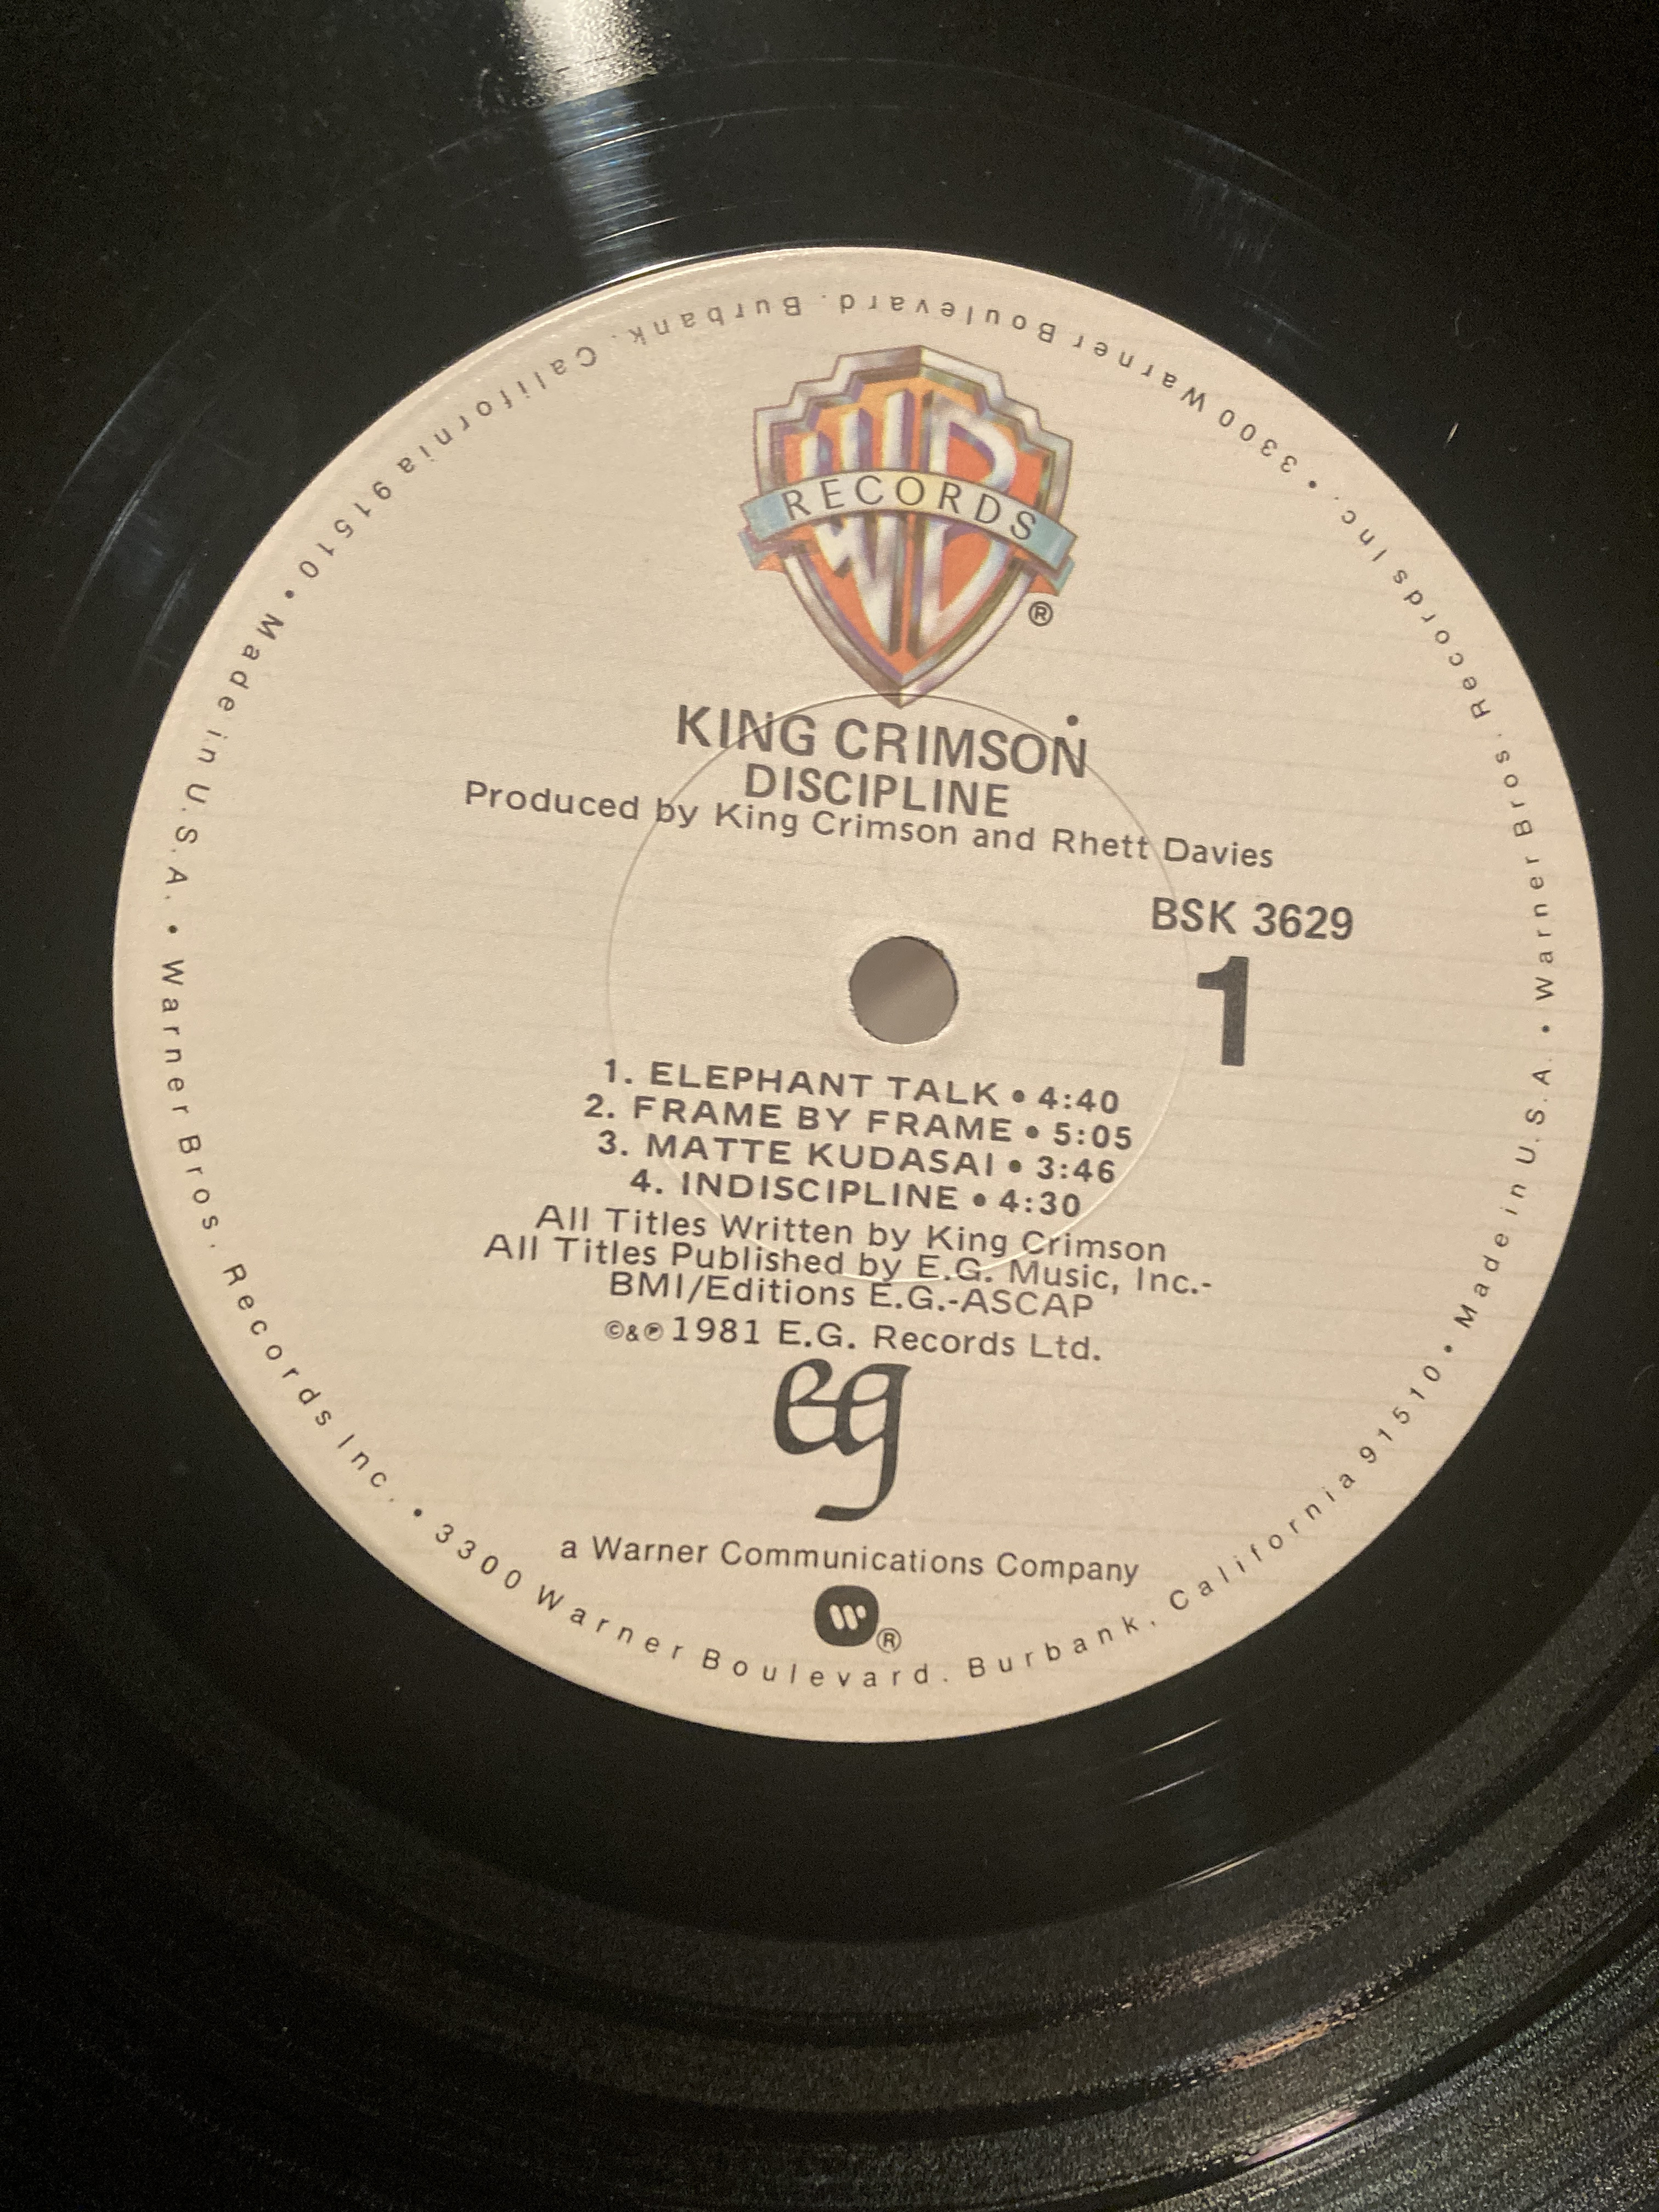 WB
RECORDS
®
KING CRIMSON
DISCIPLINE
Produced by King Crimson and Rhett Davies
BSK 3629
1
1. ELEPHANT TALK • 4:40
2. FRAME BY FRAME • 5:05
3. MATTE KUDASAI • 3:46
4. INDISCIPLINE • 4:30
All Titles Written by King Crimson
All Titles Published by E.G. Music, Inc.-
BMI/Editions E.G.-ASCAP
©&℗ 1981 E.G. Records Ltd.
eg
a Warner Communications Company
W®
Warner Bros. Records Inc. • 3300 Warner Boulevard. Burbank. California 91510 • Made in U.S.A. • Warner Bros. Records Inc. • 3300 Warner Boulevard. Burbank. California 91510 • Made in U.S.A. •